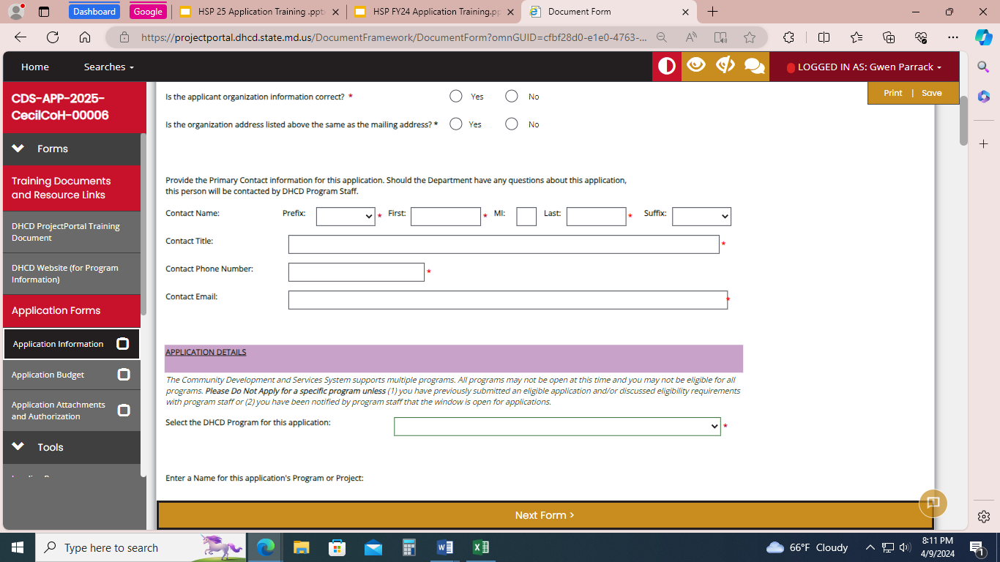 Dashboard
Google
HSP 25 Application Training .ppt
HSP FY24 Application Training.pp
Document Form
https://projectportal.dhcd.state.md.us/DocumentFramework/DocumentForm?omnGUID=cfbf28d0-e1e0-4763-...
Home
Searches
LOGGED IN AS: Gwen Parrack
Print | Save
CDS-APP-2025-
CecilCoH-00006
Forms
Training Documents
and Resource Links
DHCD ProjectPortal Training
Document
DHCD Website (for Program
Information)
Application Forms
Application Information
Application Budget
Application Attachments
and Authorization
Tools
Is the applicant organization information correct? * Yes No
Is the organization address listed above the same as the mailing address? * Yes No
Provide the Primary Contact information for this application. Should the Department have any questions about this application,
this person will be contacted by DHCD Program Staff.
Contact Name: Prefix: * First: * MI: Last: * Suffix:
Contact Title: *
Contact Phone Number: *
Contact Email: *
APPLICATION DETAILS
The Community Development and Services System supports multiple programs. All programs may not be open at this time and you may not be eligible for all
programs. Please Do Not Apply for a specific program unless (1) you have previously submitted an eligible application and/or discussed eligibility requirements
with program staff or (2) you have been notified by program staff that the window is open for applications.
Select the DHCD Program for this application: *
Enter a Name for this application's Program or Project:
Next Form >
Type here to search
66°F Cloudy
8:11 PM
4/9/2024
1